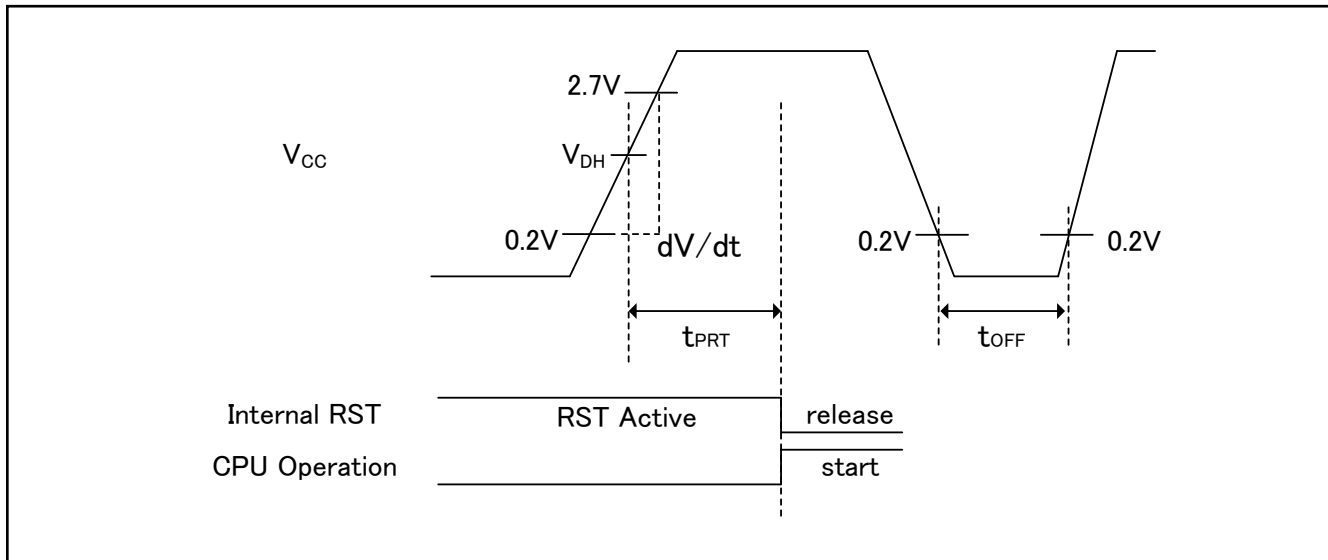 2.7V
VCC
VDH
0.2V
dV/dt
0.2V
0.2V
tPRT
tOFF
Internal RST
RST Active
release
CPU Operation
start